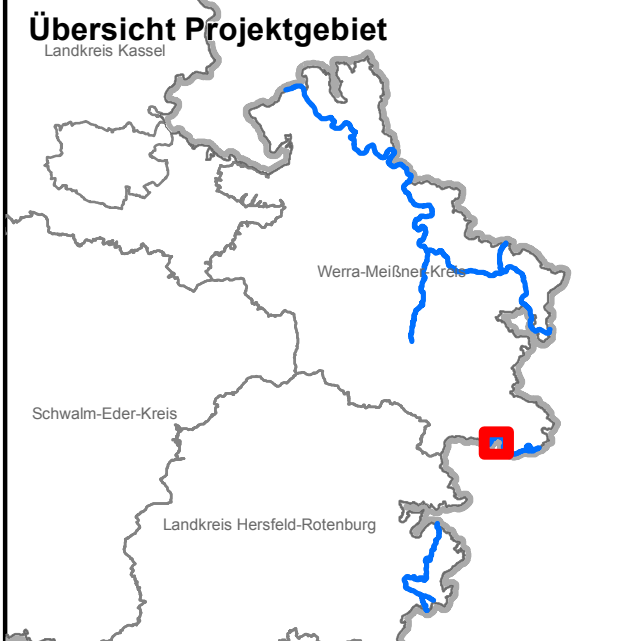 Übersicht Projektgebiet
Landkreis Kassel
Werra-Meißner-Kreis
Schwalm-Eder-Kreis
Landkreis Hersfeld-Rotenburg